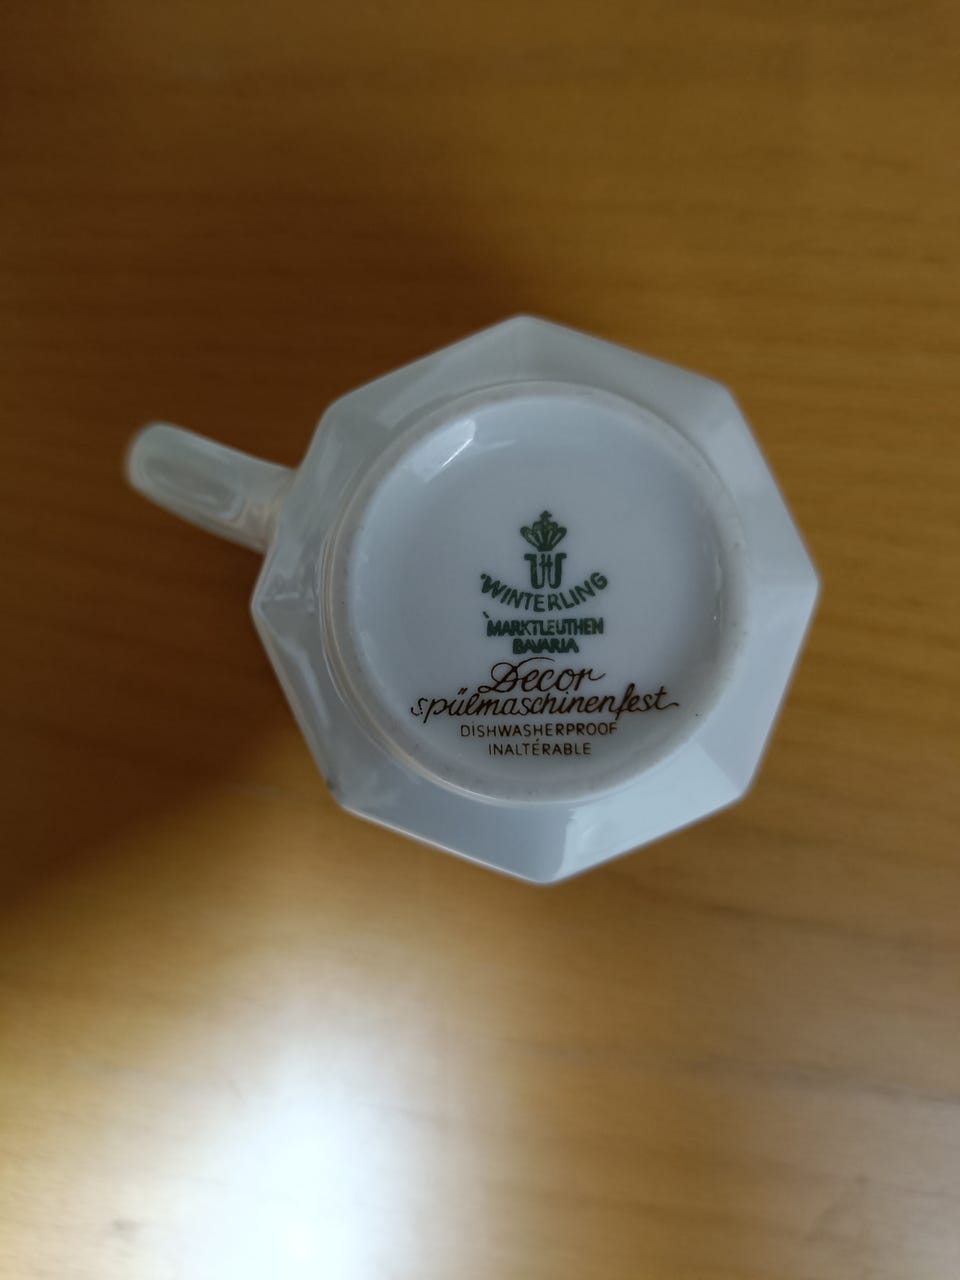 W
WINTERLING
MARKTLEUTHEN
BAVARIA
Decor
spülmaschinenfest
DISHWASHERPROOF
INALTÉRABLE